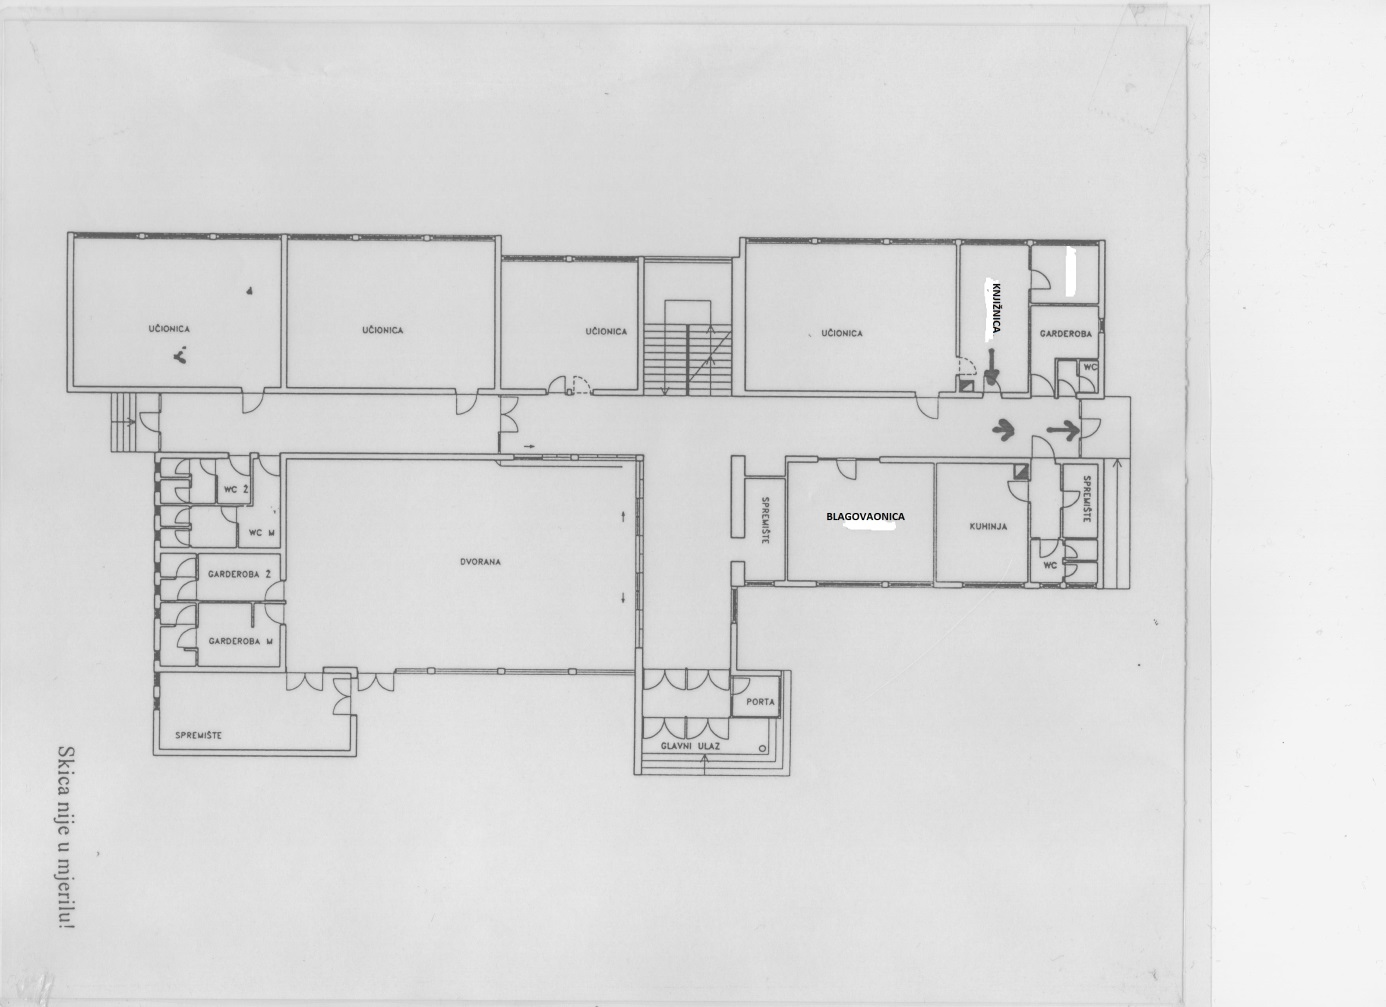 UČIONICA
UČIONICA
UČIONICA
UČIONICA
KNJIŽNICA
GARDEROBA
WC
WC Ž
WC M
GARDEROBA Ž
GARDEROBA M
DVORANA
SPREMIŠTE
BLAGOVAONICA
KUHINJA
SPREMIŠTE
WC
SPREMIŠTE
PORTA
GLAVNI ULAZ
Skica nije u mjerilu!